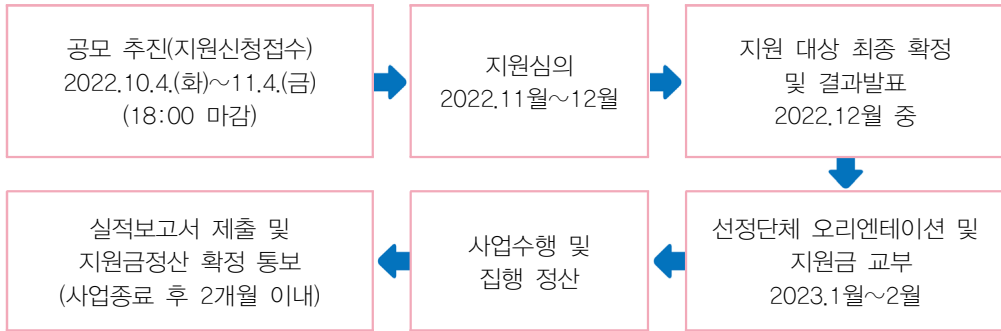 공모 추진(지원신청접수)
2022.10.4.(화)~11.4.(금)
(18:00 마감)
지원심의
2022.11월~12월
지원 대상 최종 확정
및 결과발표
2022.12월 중
선정단체 오리엔테이션 및
지원금 교부
2023.1월~2월
사업수행 및
집행 정산
실적보고서 제출 및
지원금정산 확정 통보
(사업종료 후 2개월 이내)